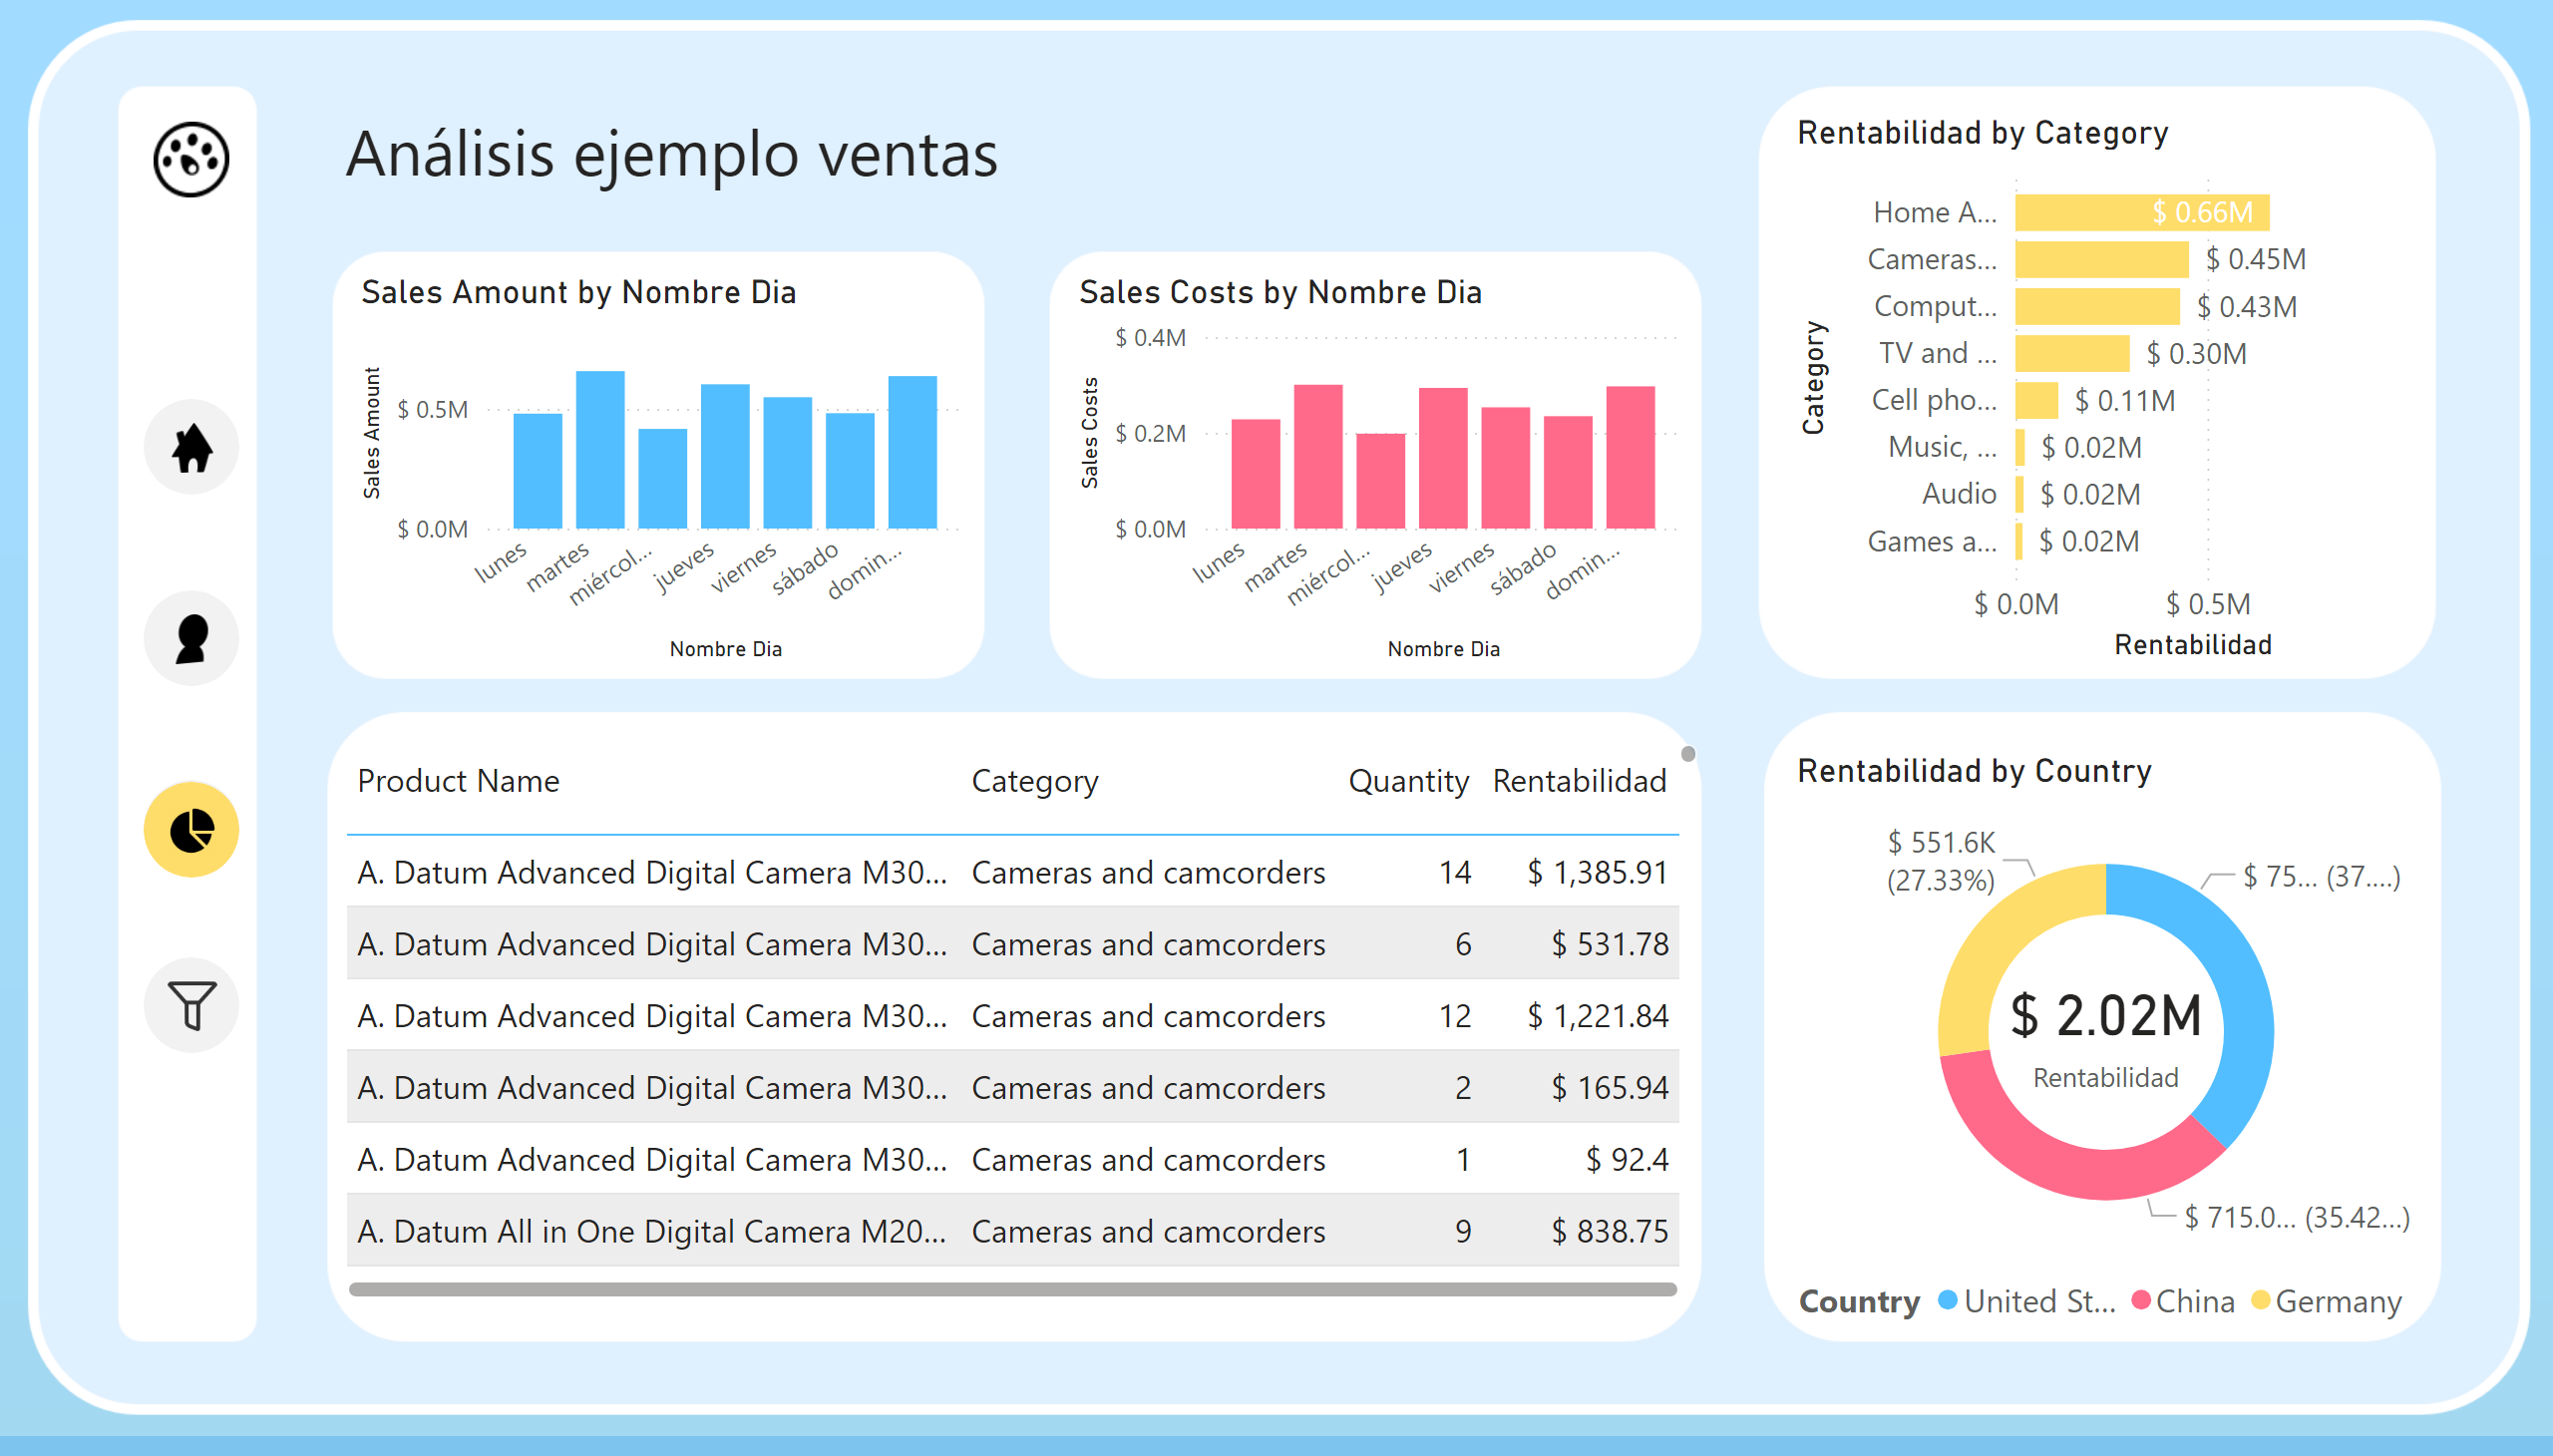 Análisis ejemplo ventas
Sales Amount by Nombre Dia
Sales Amount
$ 0.5M
$ 0.0M
lunes
martes
miércol...
jueves
viernes
sábado
domin...
Nombre Dia
Sales Costs by Nombre Dia
Sales Costs
$ 0.4M
$ 0.2M
$ 0.0M
lunes
martes
miércol...
jueves
viernes
sábado
domin...
Nombre Dia
Rentabilidad by Category
Category
Home A... $ 0.66M
Cameras... $ 0.45M
Comput... $ 0.43M
TV and ... $ 0.30M
Cell pho... $ 0.11M
Music, ... $ 0.02M
Audio $ 0.02M
Games a... $ 0.02M
$ 0.0M $ 0.5M
Rentabilidad
Product Name Category Quantity Rentabilidad
A. Datum Advanced Digital Camera M30... Cameras and camcorders 14 $ 1,385.91
A. Datum Advanced Digital Camera M30... Cameras and camcorders 6 $ 531.78
A. Datum Advanced Digital Camera M30... Cameras and camcorders 12 $ 1,221.84
A. Datum Advanced Digital Camera M30... Cameras and camcorders 2 $ 165.94
A. Datum Advanced Digital Camera M30... Cameras and camcorders 1 $ 92.4
A. Datum All in One Digital Camera M20... Cameras and camcorders 9 $ 838.75
Rentabilidad by Country
$ 551.6K
(27.33%)
$ 75... (37....)
$ 2.02M
Rentabilidad
$ 715.0... (35.42...)
Country United St... China Germany